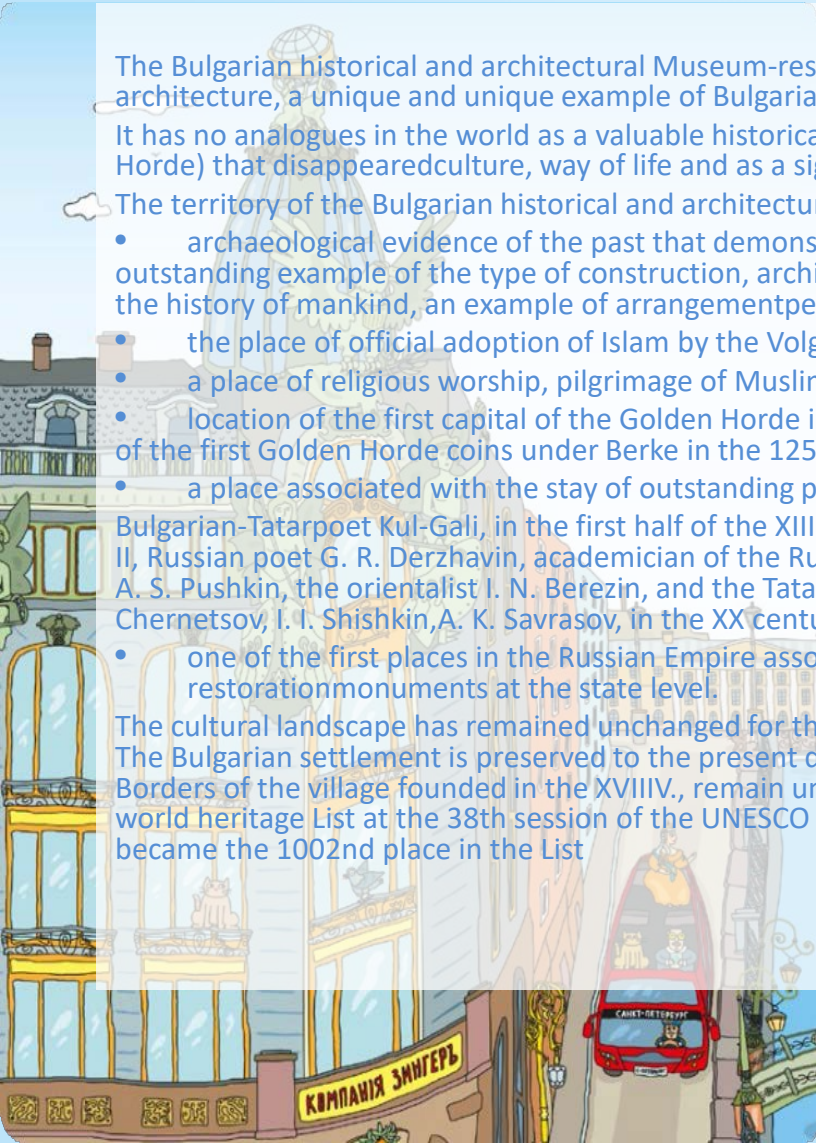 The Bulgarian historical and architectural Museum-res
architecture, a unique and unique example of Bulgaria
It has no analogues in the world as a valuable historica
Horde) that disappearedculture, way of life and as a sig
The territory of the Bulgarian historical and architectu
• archaeological evidence of the past that demons
outstanding example of the type of construction, archi
the history of mankind, an example of arrangementpe
• the place of official adoption of Islam by the Volg
• a place of religious worship, pilgrimage of Muslin
• location of the first capital of the Golden Horde i
of the first Golden Horde coins under Berke in the 125
• a place associated with the stay of outstanding p
Bulgarian-Tatarpoet Kul-Gali, in the first half of the XIII
II, Russian poet G. R. Derzhavin, academician of the Ru
A. S. Pushkin, the orientalist I. N. Berezin, and the Tata
Chernetsov, I. I. Shishkin,A. K. Savrasov, in the XX centu
• one of the first places in the Russian Empire asso
restorationmonuments at the state level.
The cultural landscape has remained unchanged for th
The Bulgarian settlement is preserved to the present d
Borders of the village founded in the XVIIIV., remain un
world heritage List at the 38th session of the UNESCO
became the 1002nd place in the List
САНКТ-ПЕТЕРБУРГ
КОМПАНІЯ ЗИНГЕРЪ